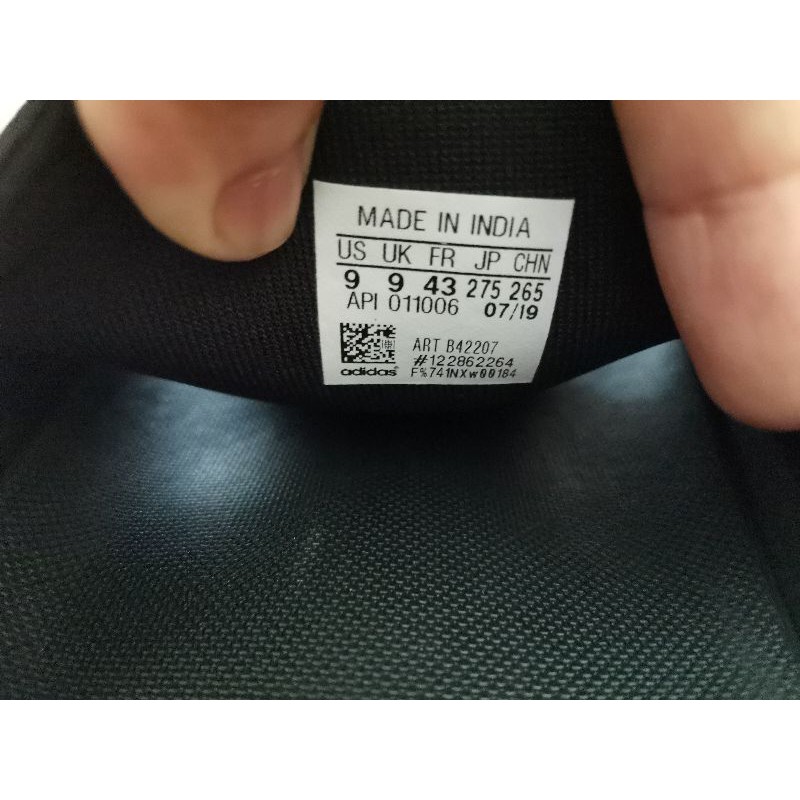 MADE IN INDIA
US UK FR JP CHN
9 9 43 275 265
API 011006 07/19
ART B42207
#122862264
adidas F%741NXw00184